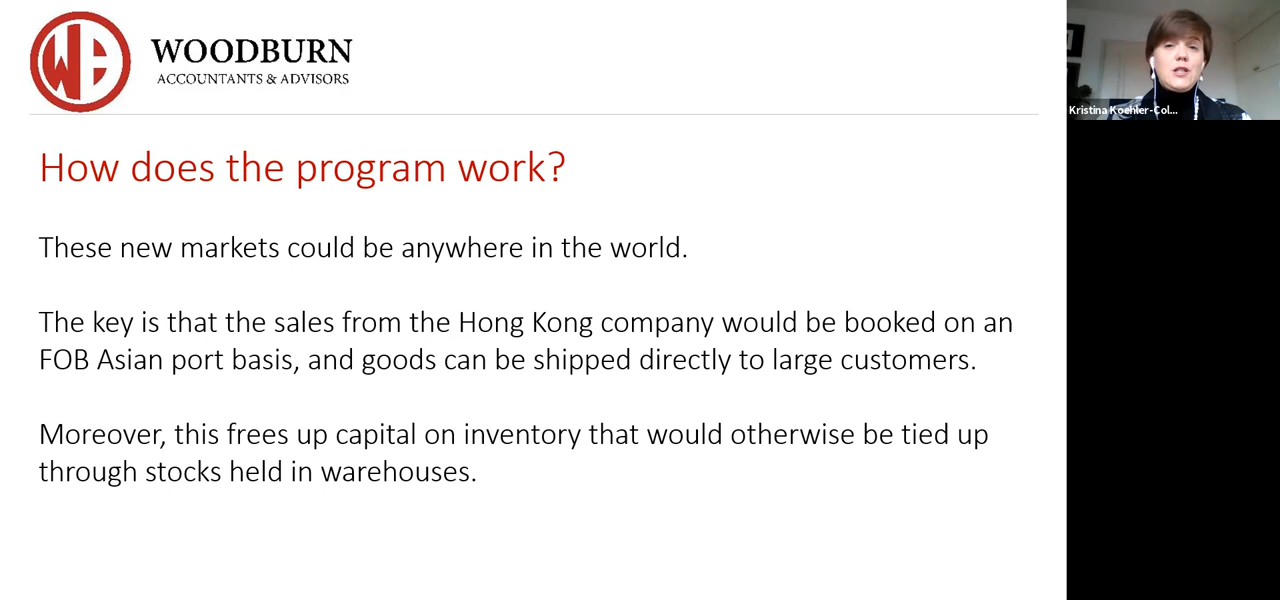 WOODBURN
ACCOUNTANTS & ADVISORS
Kristina Koehler-Col...
How does the program work?
These new markets could be anywhere in the world.
The key is that the sales from the Hong Kong company would be booked on an
FOB Asian port basis, and goods can be shipped directly to large customers.
Moreover, this frees up capital on inventory that would otherwise be tied up
through stocks held in warehouses.